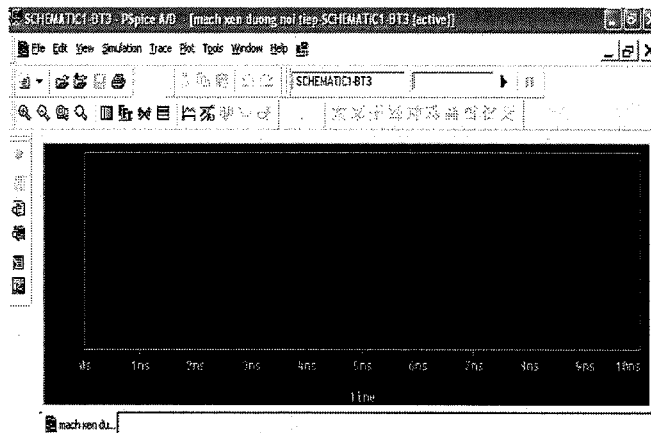 SCHEMATIC1-BT3 - PSpice A/D - [mach xen duong noi tiep-SCHEMATIC1-BT3 (active)]
File Edit View Simulation Trace Plot Tools Window Help
SCHEMATIC1-BT3
0s 1ns 2ns 3ns 4ns 5ns 6ns 7ns 8ns 9ns 10ns
Time
mach xen du...